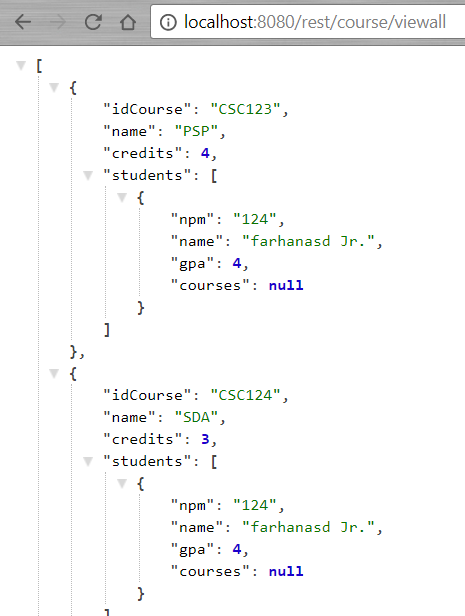 localhost:8080/rest/course/viewall
[
{
"idCourse": "CSC123",
"name": "PSP",
"credits": 4,
"students": [
{
"npm": "124",
"name": "farhanasd Jr.",
"gpa": 4,
"courses": null
}
]
},
{
"idCourse": "CSC124",
"name": "SDA",
"credits": 3,
"students": [
{
"npm": "124",
"name": "farhanasd Jr.",
"gpa": 4,
"courses": null
}
]